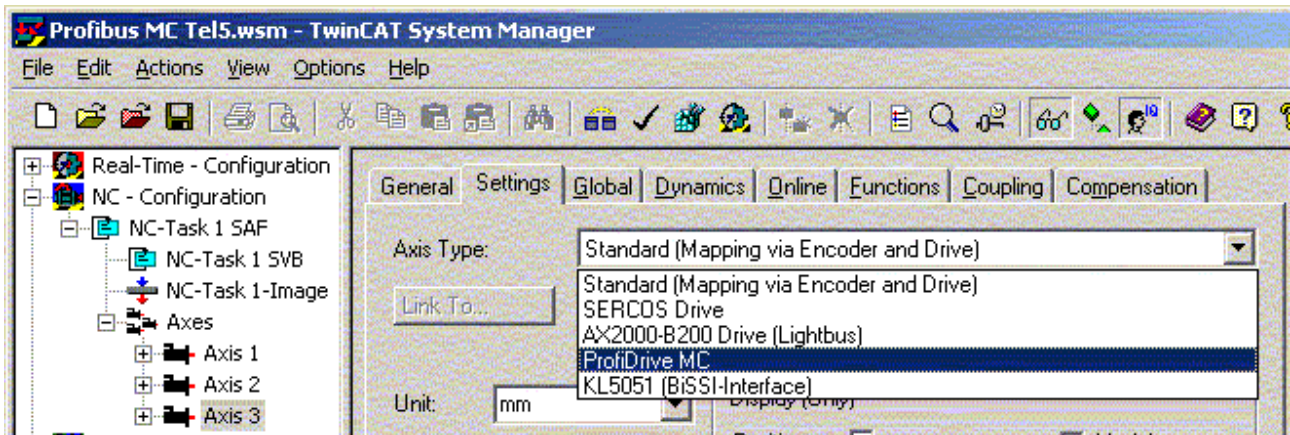 Profibus MC Tel5.wsm - TwinCAT System Manager
File Edit Actions View Options Help
Real-Time - Configuration
NC - Configuration
NC-Task 1 SAF
NC-Task 1 SVB
NC-Task 1-Image
Axes
Axis 1
Axis 2
Axis 3
General Settings Global Dynamics Online Functions Coupling Compensation
Axis Type: Standard (Mapping via Encoder and Drive)
Link To...
Standard (Mapping via Encoder and Drive)
SERCOS Drive
AX2000-B200 Drive (Lightbus)
ProfiDrive MC
KL5051 (BiSSI-Interface)
Unit: mm
Display (Only)